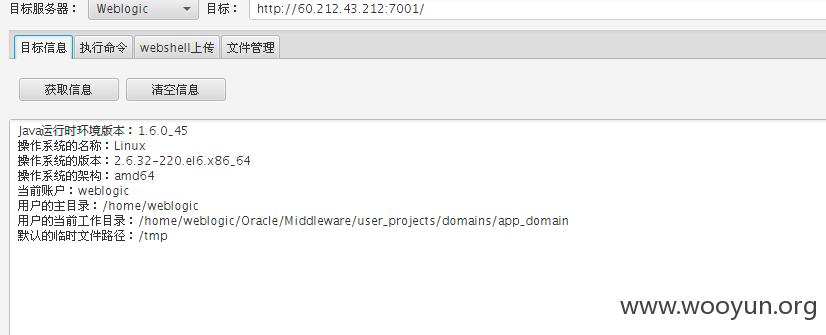 目标服务器： Weblogic 目标： http://60.212.43.212:7001/
目标信息 执行命令 webshell上传 文件管理
获取信息 清空信息
Java运行时环境版本：1.6.0_45
操作系统的名称：Linux
操作系统的版本：2.6.32-220.el6.x86_64
操作系统的架构：amd64
当前账户：weblogic
用户的主目录：/home/weblogic
用户的当前工作目录：/home/weblogic/Oracle/Middleware/user_projects/domains/app_domain
默认的临时文件路径：/tmp
www.wooyun.org